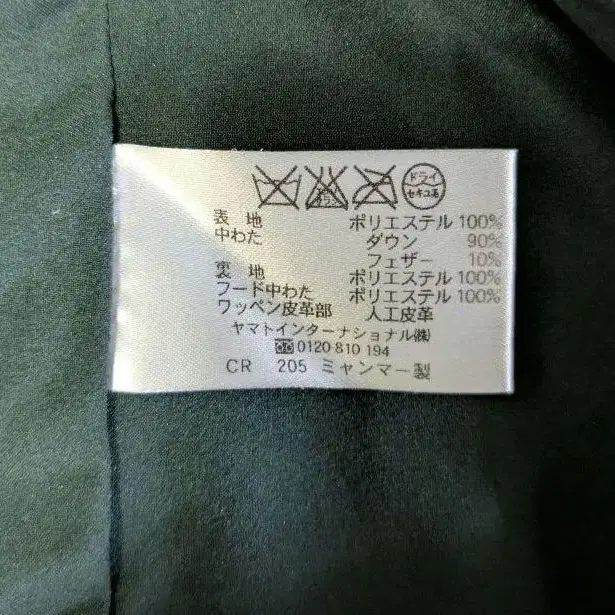 ドライ
セキユ系
表 地 ポリエステル 100%
中わた ダウン 90%
フェザー 10%
裏 地 ポリエステル 100%
フード中わた ポリエステル 100%
ワッペン皮革部 人工皮革
ヤマトインターナショナル㈱
0120 810 194
CR 205 ミャンマー製